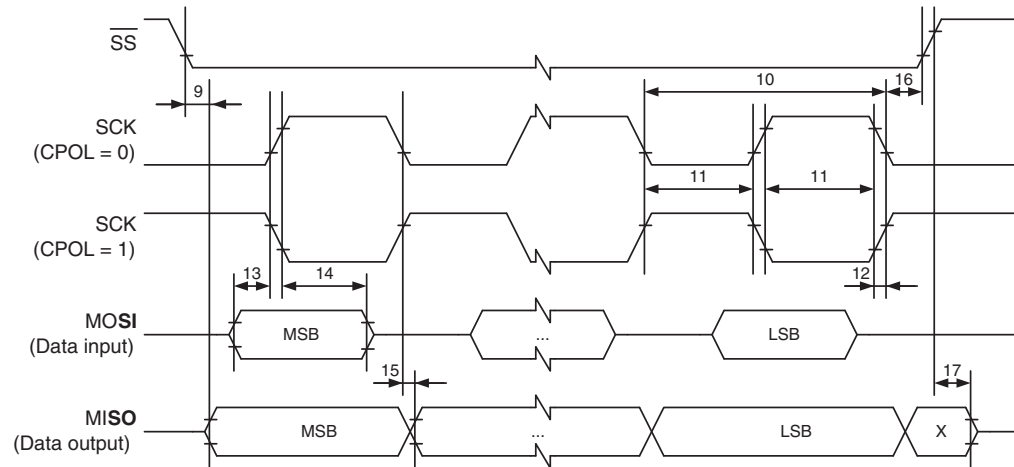 SS
9
10
16
SCK
(CPOL = 0)
11
11
SCK
(CPOL = 1)
13
14
12
MOSI
(Data input)
MSB
...
LSB
15
17
MISO
(Data output)
MSB
...
LSB
X